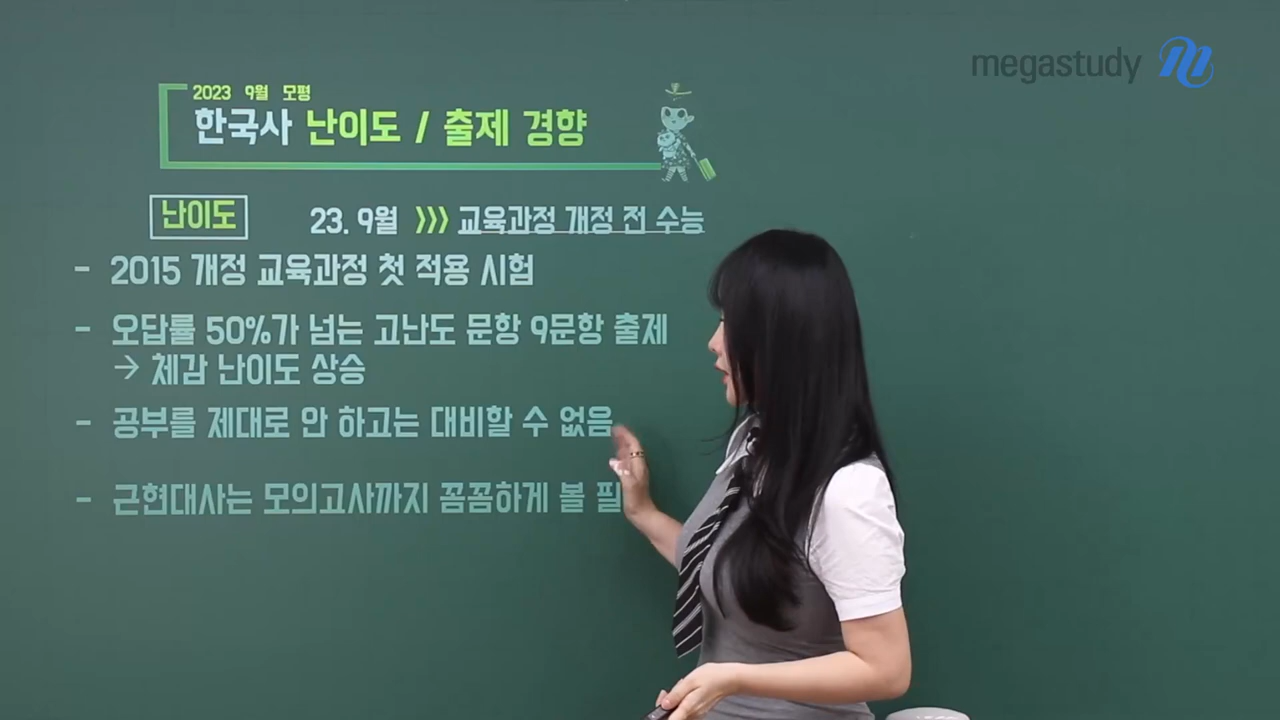 megastudy
2023 9월 모평
한국사 난이도 / 출제 경향
난이도 23. 9월 》》》 교육과정 개정 전 수능
- 2015 개정 교육과정 첫 적용 시험
- 오답률 50%가 넘는 고난도 문항 9문항 출제
→ 체감 난이도 상승
- 공부를 제대로 안 하고는 대비할 수 없음
- 근현대사는 모의고사까지 꼼꼼하게 볼 필